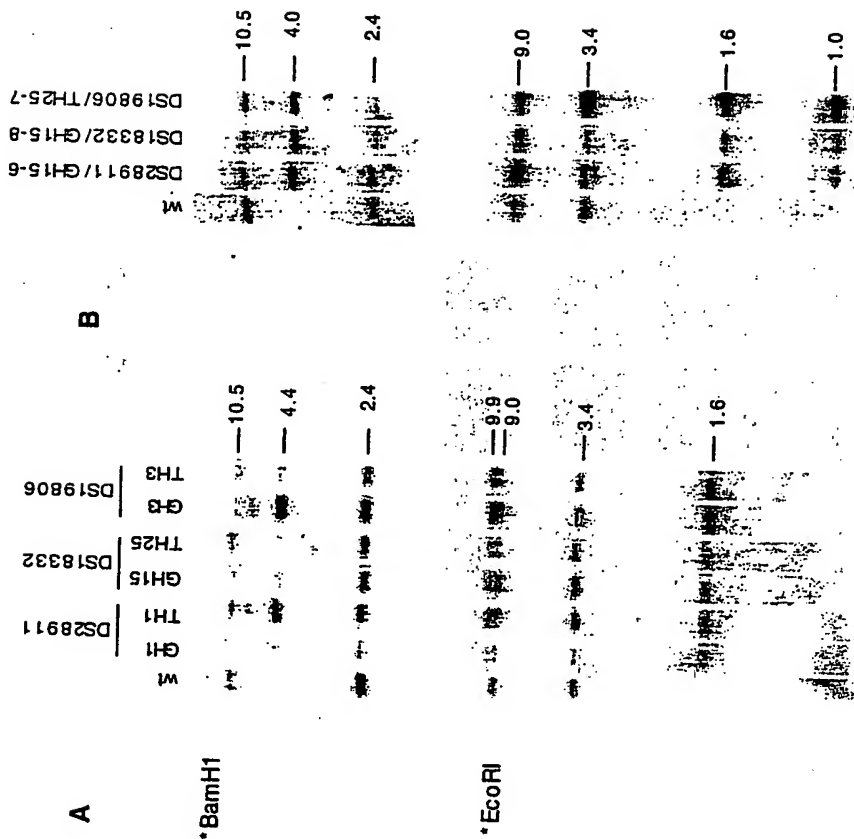 A
B
DS28911 DS18332 DS19806
wt GH1 TH1 GH15 TH25 GH3 TH3
wt DS28911/GH15-6 DS18332/GH15-8 DS19806/TH25-7
*BamH1
10.5
4.4
2.4
10.5
4.0
2.4
*EcoRI
9.9
9.0
3.4
1.6
9.0
3.4
1.6
1.0